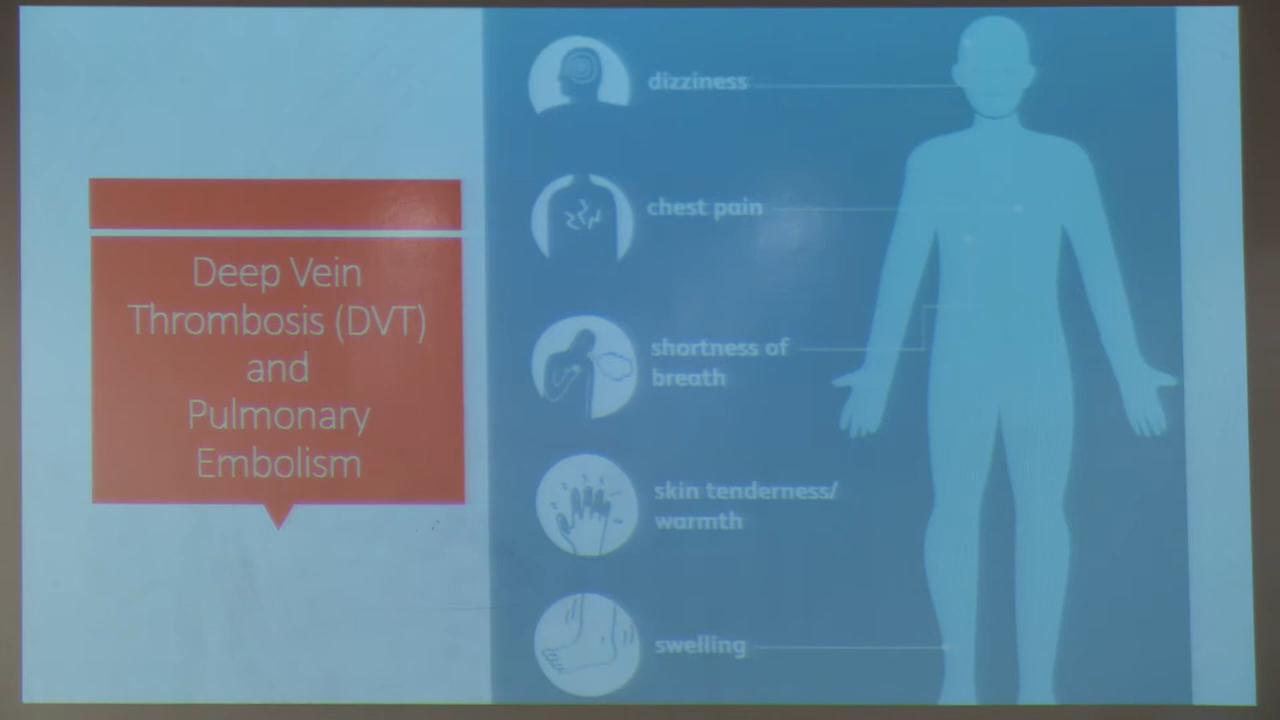 Deep Vein
Thrombosis (DVT)
and
Pulmonary
Embolism
dizziness
chest pain
shortness of
breath
skin tenderness/
warmth
swelling